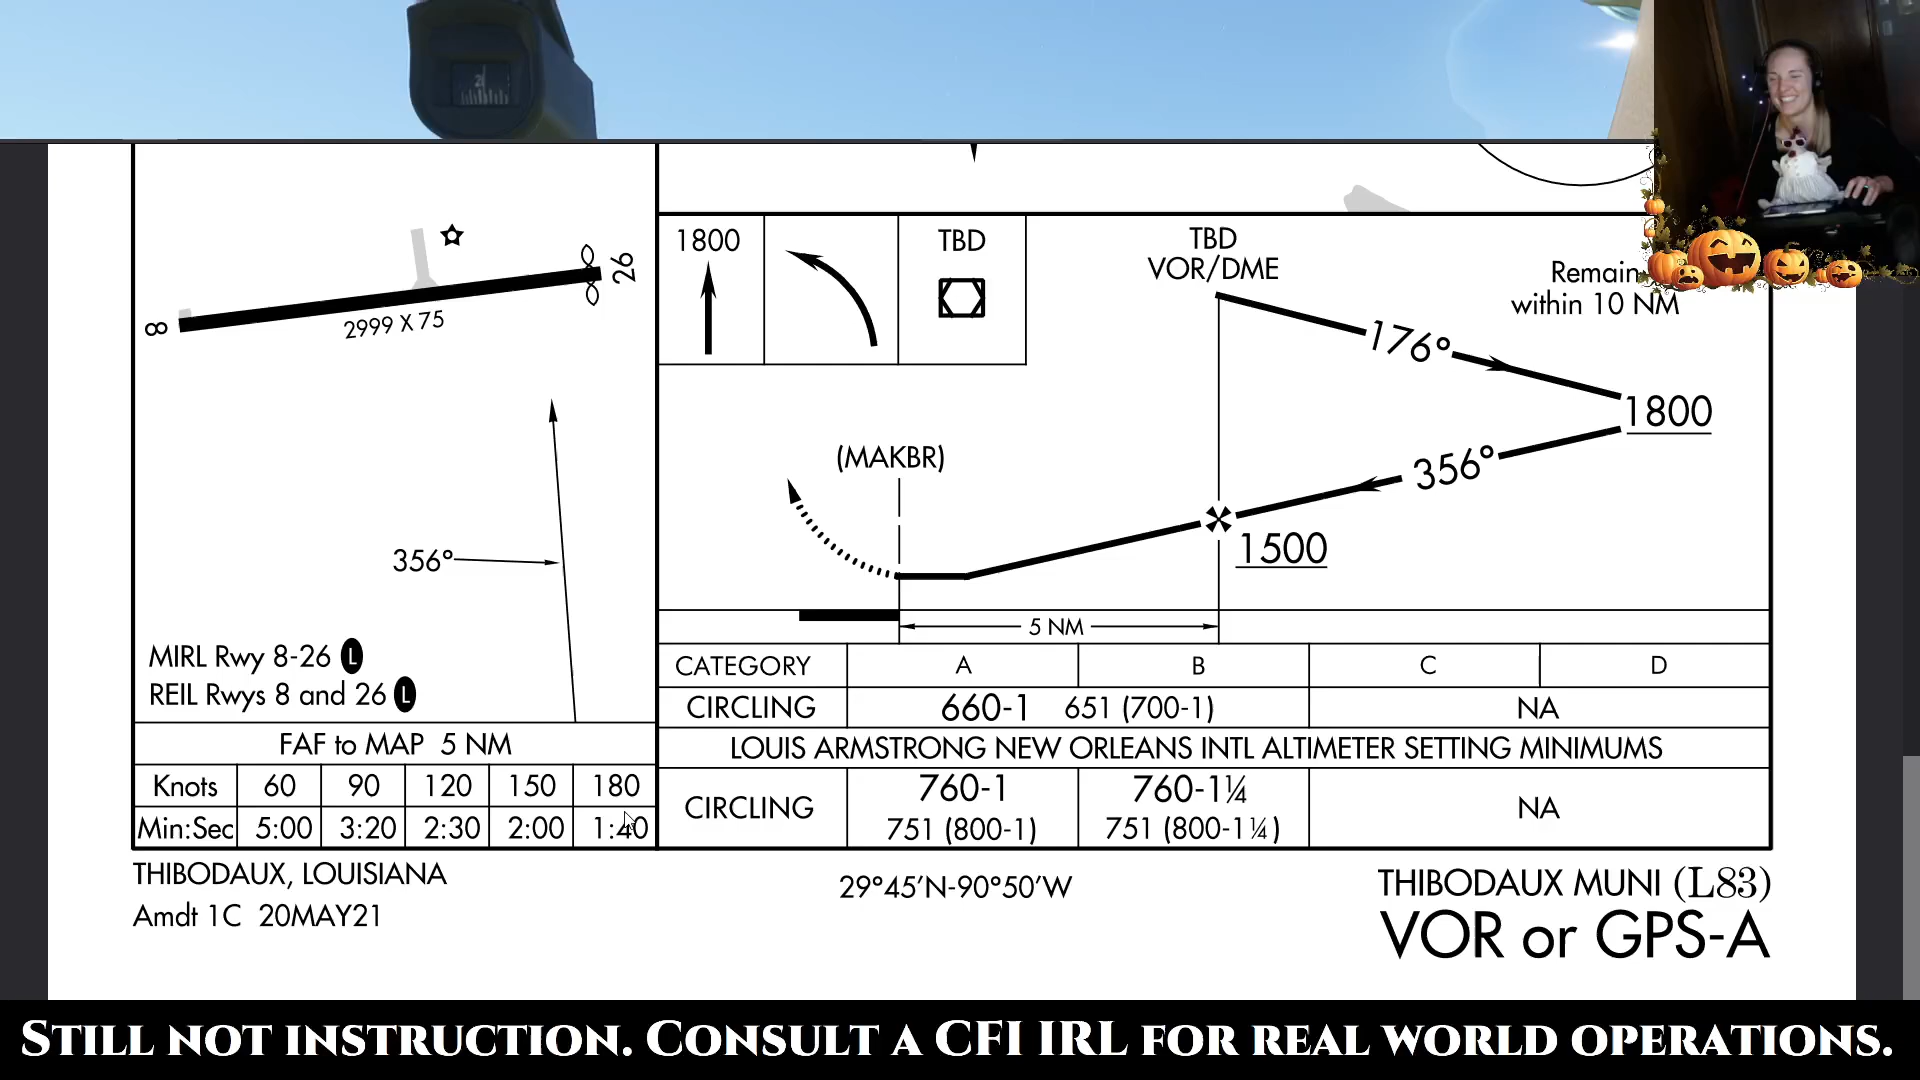 26
8
2999 X 75
356°
MIRL Rwy 8-26 L
REIL Rwys 8 and 26 L
FAF to MAP 5 NM
Knots 60 90 120 150 180
Min:Sec 5:00 3:20 2:30 2:00 1:40
1800
TBD
TBD
VOR/DME
Remain
within 10 NM
176°
1800
(MAKBR)
356°
1500
5 NM
CATEGORY A B C D
CIRCLING 660-1 651 (700-1) NA
LOUIS ARMSTRONG NEW ORLEANS INTL ALTIMETER SETTING MINIMUMS
CIRCLING 760-1 760-1¼ NA
751 (800-1) 751 (800-1¼)
THIBODAUX, LOUISIANA
Amdt 1C 20MAY21
29°45'N-90°50'W
THIBODAUX MUNI (L83)
VOR or GPS-A
STILL NOT INSTRUCTION. CONSULT A CFI IRL FOR REAL WORLD OPERATIONS.